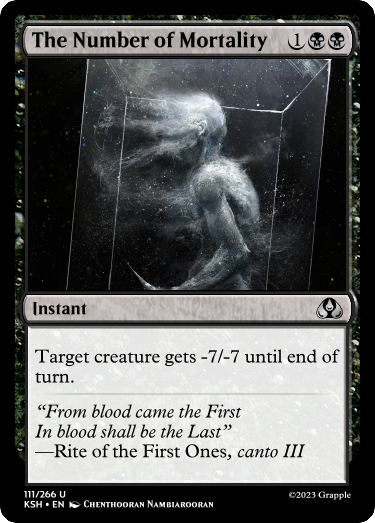 The Number of Mortality 1
Instant
Target creature gets -7/-7 until end of
turn.
“From blood came the First
In blood shall be the Last”
—Rite of the First Ones, canto III
111/266 U
KSH • EN Chenthooran Nambiarooran
©2023 Grapple